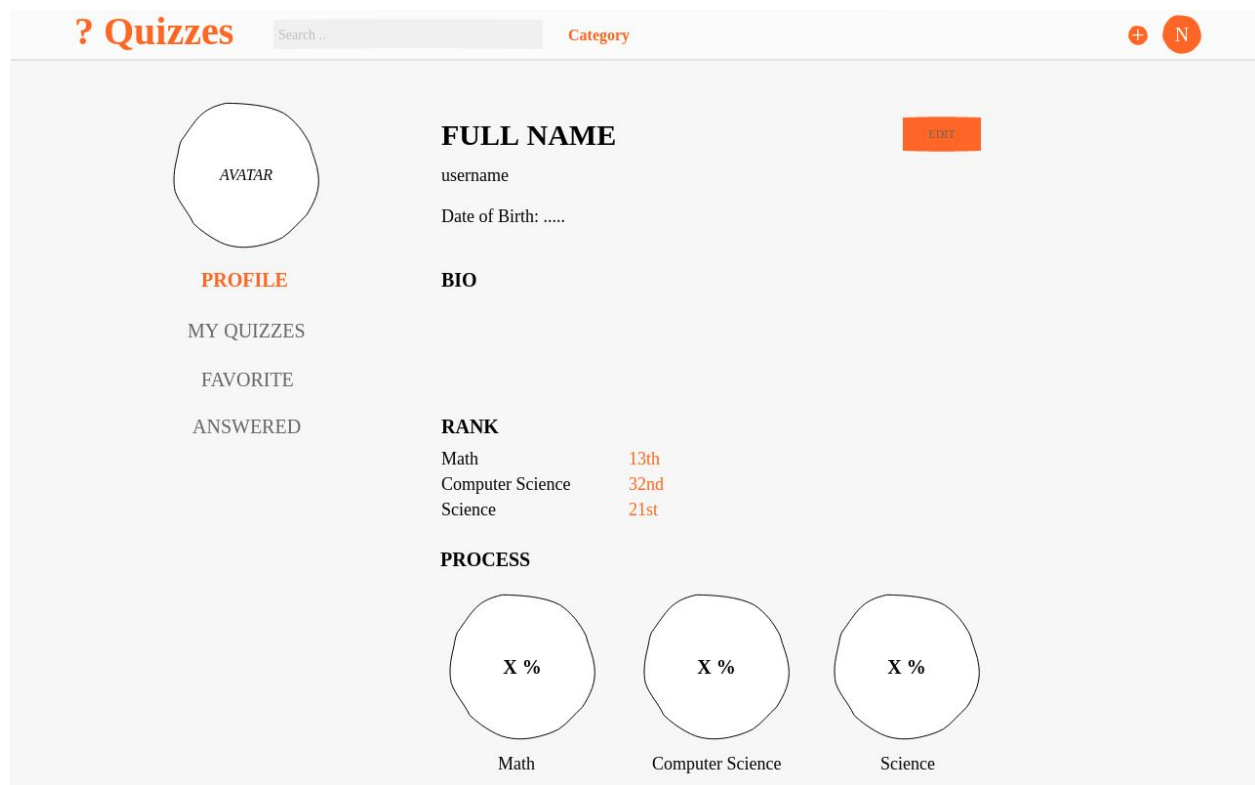 ? Quizzes
Search ..
Category
+
N
AVATAR
PROFILE
MY QUIZZES
FAVORITE
ANSWERED
FULL NAME
EDIT
username
Date of Birth: .....
BIO
RANK
Math 13th
Computer Science 32nd
Science 21st
PROCESS
X % X % X %
Math Computer Science Science